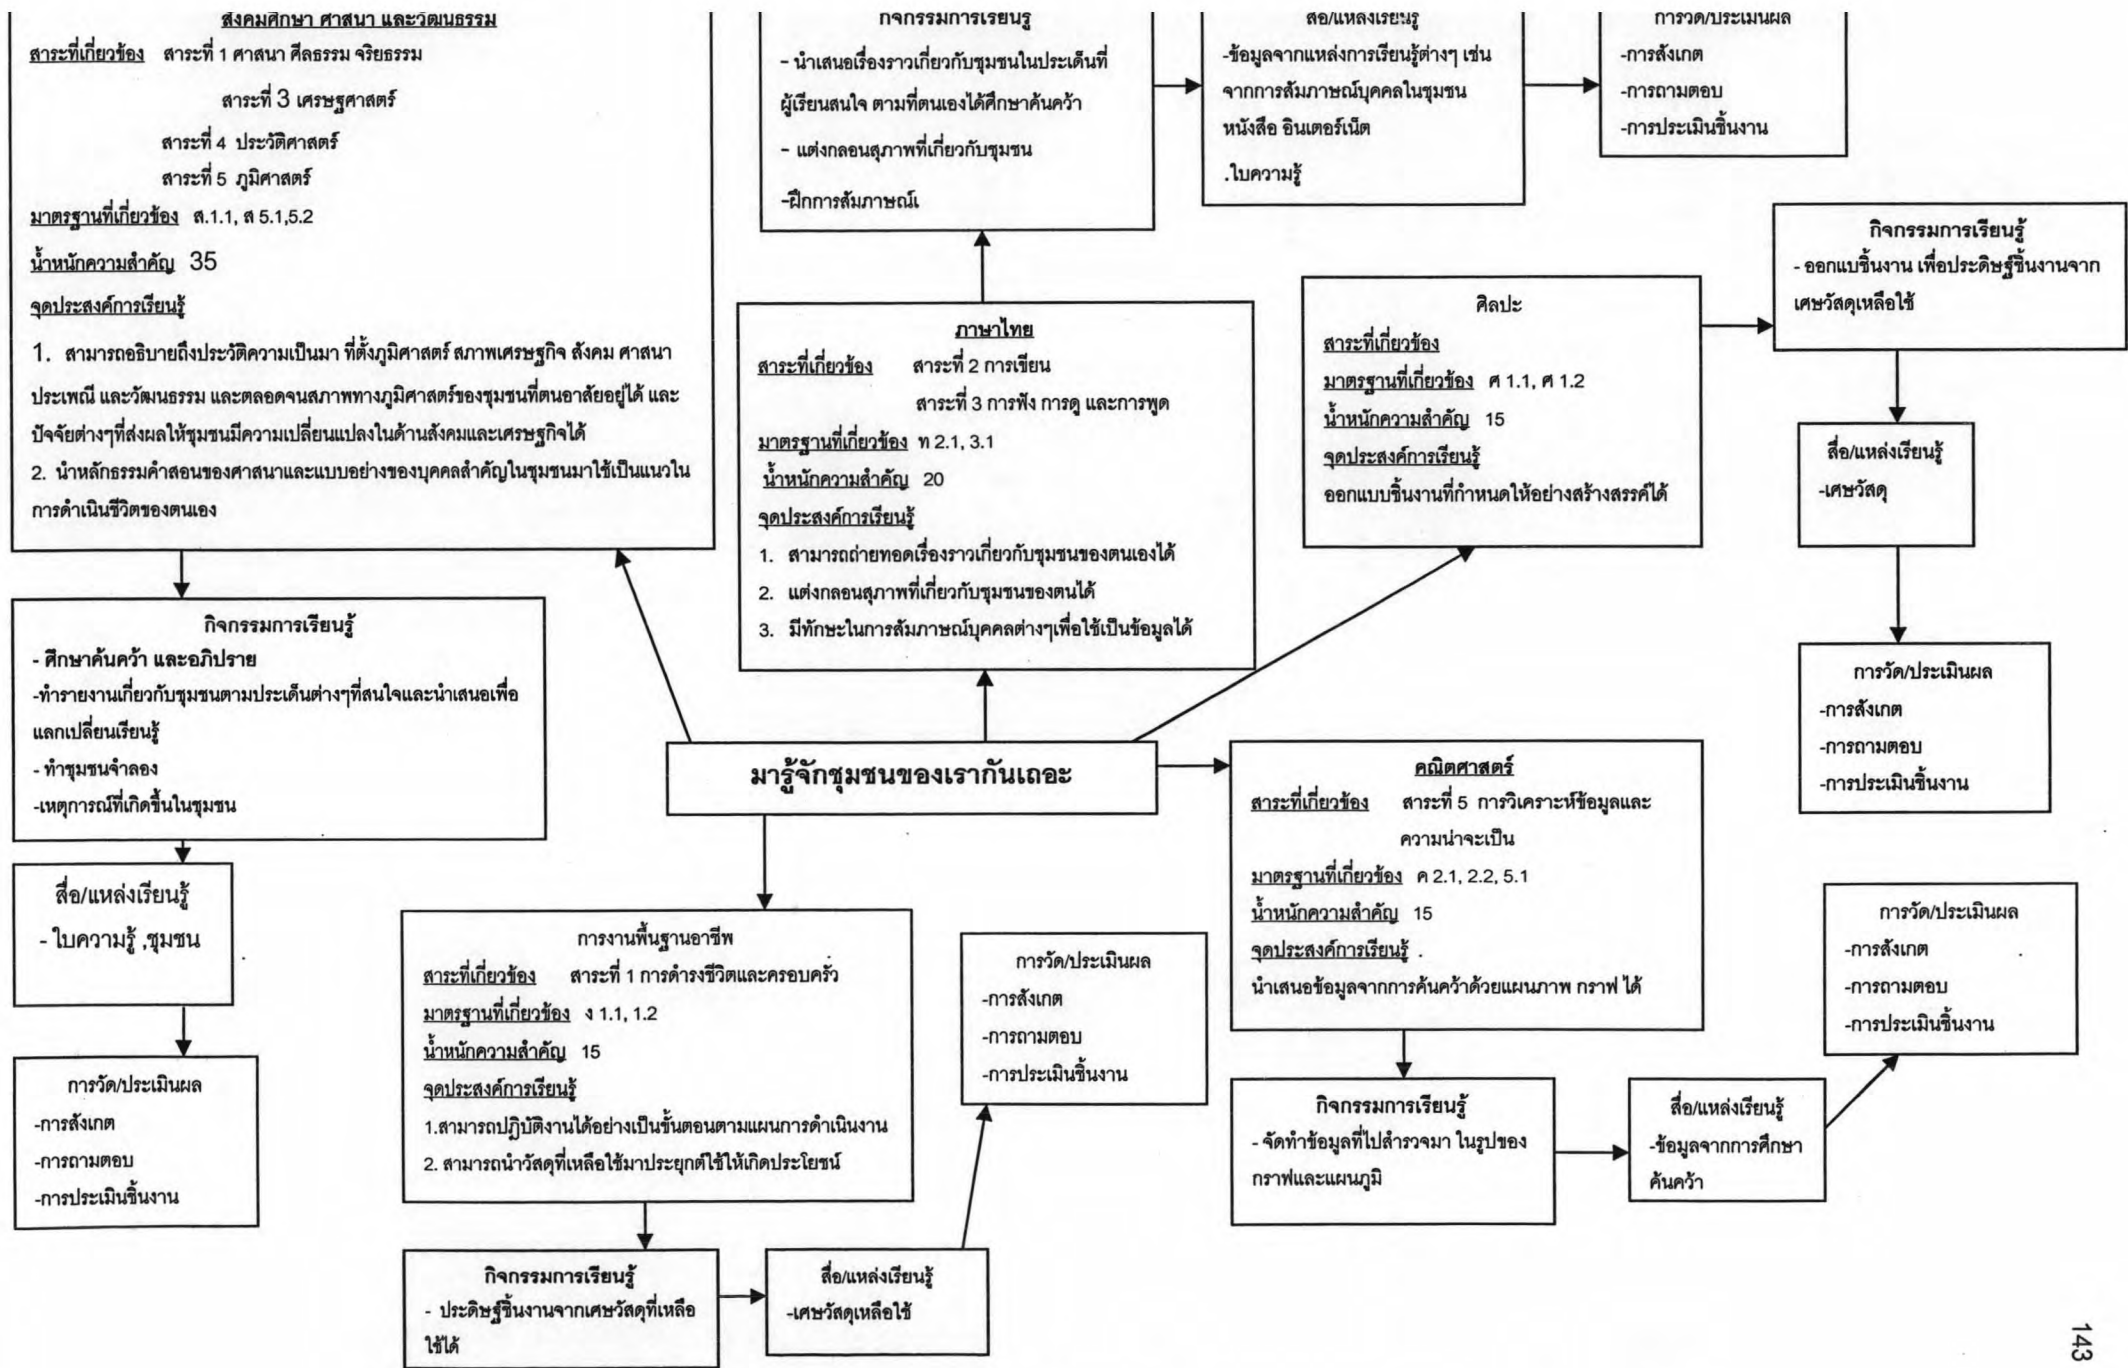 สังคมศึกษา ศาสนา และวัฒนธรรม
สาระที่เกี่ยวข้อง สาระที่ 1 ศาสนา ศีลธรรม จริยธรรม
สาระที่ 3 เศรษฐศาสตร์
สาระที่ 4 ประวัติศาสตร์
สาระที่ 5 ภูมิศาสตร์
มาตรฐานที่เกี่ยวข้อง ส.1.1, ส 5.1,5.2
น้ำหนักความสำคัญ 35
จุดประสงค์การเรียนรู้
1. สามารถอธิบายถึงประวัติความเป็นมา ที่ตั้งภูมิศาสตร์ สภาพเศรษฐกิจ สังคม ศาสนา
ประเพณี และวัฒนธรรม และตลอดจนสภาพทางภูมิศาสตร์ของชุมชนที่ตนอาศัยอยู่ได้ และ
ปัจจัยต่างๆที่ส่งผลให้ชุมชนมีความเปลี่ยนแปลงในด้านสังคมและเศรษฐกิจได้
2. นำหลักธรรมคำสอนของศาสนาและแบบอย่างของบุคคลสำคัญในชุมชนมาใช้เป็นแนวใน
การดำเนินชีวิตของตนเอง
กิจกรรมการเรียนรู้
- ศึกษาค้นคว้า และอภิปราย
-ทำรายงานเกี่ยวกับชุมชนตามประเด็นต่างๆที่สนใจและนำเสนอเพื่อ
แลกเปลี่ยนเรียนรู้
- ทำชุมชนจำลอง
-เหตุการณ์ที่เกิดขึ้นในชุมชน
สื่อ/แหล่งเรียนรู้
- ใบความรู้ ,ชุมชน
การวัด/ประเมินผล
-การสังเกต
-การถามตอบ
-การประเมินชิ้นงาน
กิจกรรมการเรียนรู้
- นำเสนอเรื่องราวเกี่ยวกับชุมชนในประเด็นที่
ผู้เรียนสนใจ ตามที่ตนเองได้ศึกษาค้นคว้า
- แต่งกลอนสุภาพที่เกี่ยวกับชุมชน
-ฝึกการสัมภาษณ์เ
สื่อ/แหล่งเรียนรู้
-ข้อมูลจากแหล่งการเรียนรู้ต่างๆ เช่น
จากการสัมภาษณ์บุคคลในชุมชน
หนังสือ อินเตอร์เน็ต
.ใบความรู้
การวัด/ประเมินผล
-การสังเกต
-การถามตอบ
-การประเมินชิ้นงาน
ภาษาไทย
สาระที่เกี่ยวข้อง สาระที่ 2 การเขียน
สาระที่ 3 การฟัง การดู และการพูด
มาตรฐานที่เกี่ยวข้อง ท 2.1, 3.1
น้ำหนักความสำคัญ 20
จุดประสงค์การเรียนรู้
1. สามารถถ่ายทอดเรื่องราวเกี่ยวกับชุมชนของตนเองได้
2. แต่งกลอนสุภาพที่เกี่ยวกับชุมชนของตนได้
3. มีทักษะในการสัมภาษณ์บุคคลต่างๆเพื่อใช้เป็นข้อมูลได้
ศิลปะ
สาระที่เกี่ยวข้อง
มาตรฐานที่เกี่ยวข้อง ศ 1.1, ศ 1.2
น้ำหนักความสำคัญ 15
จุดประสงค์การเรียนรู้
ออกแบบชิ้นงานที่กำหนดให้อย่างสร้างสรรค์ได้
กิจกรรมการเรียนรู้
- ออกแบชิ้นงาน เพื่อประดิษฐ์ชิ้นงานจาก
เศษวัสดุเหลือใช้
สื่อ/แหล่งเรียนรู้
-เศษวัสดุ
การวัด/ประเมินผล
-การสังเกต
-การถามตอบ
-การประเมินชิ้นงาน
มารู้จักชุมชนของเรากันเถอะ
คณิตศาสตร์
สาระที่เกี่ยวข้อง สาระที่ 5 การวิเคราะห์ข้อมูลและ
ความน่าจะเป็น
มาตรฐานที่เกี่ยวข้อง ค 2.1, 2.2, 5.1
น้ำหนักความสำคัญ 15
จุดประสงค์การเรียนรู้ .
นำเสนอข้อมูลจากการค้นคว้าด้วยแผนภาพ กราฟ ได้
กิจกรรมการเรียนรู้
- จัดทำข้อมูลที่ไปสำรวจมา ในรูปของ
กราฟและแผนภูมิ
สื่อ/แหล่งเรียนรู้
-ข้อมูลจากการศึกษา
ค้นคว้า
การวัด/ประเมินผล
-การสังเกต
-การถามตอบ
-การประเมินชิ้นงาน
การงานพื้นฐานอาชีพ
สาระที่เกี่ยวข้อง สาระที่ 1 การดำรงชีวิตและครอบครัว
มาตรฐานที่เกี่ยวข้อง ง 1.1, 1.2
น้ำหนักความสำคัญ 15
จุดประสงค์การเรียนรู้
1.สามารถปฏิบัติงานได้อย่างเป็นขั้นตอนตามแผนการดำเนินงาน
2. สามารถนำวัสดุที่เหลือใช้มาประยุกต์ใช้ให้เกิดประโยชน์
กิจกรรมการเรียนรู้
- ประดิษฐ์ชิ้นงานจากเศษวัสดุที่เหลือ
ใช้ได้
สื่อ/แหล่งเรียนรู้
-เศษวัสดุเหลือใช้
การวัด/ประเมินผล
-การสังเกต
-การถามตอบ
-การประเมินชิ้นงาน
143